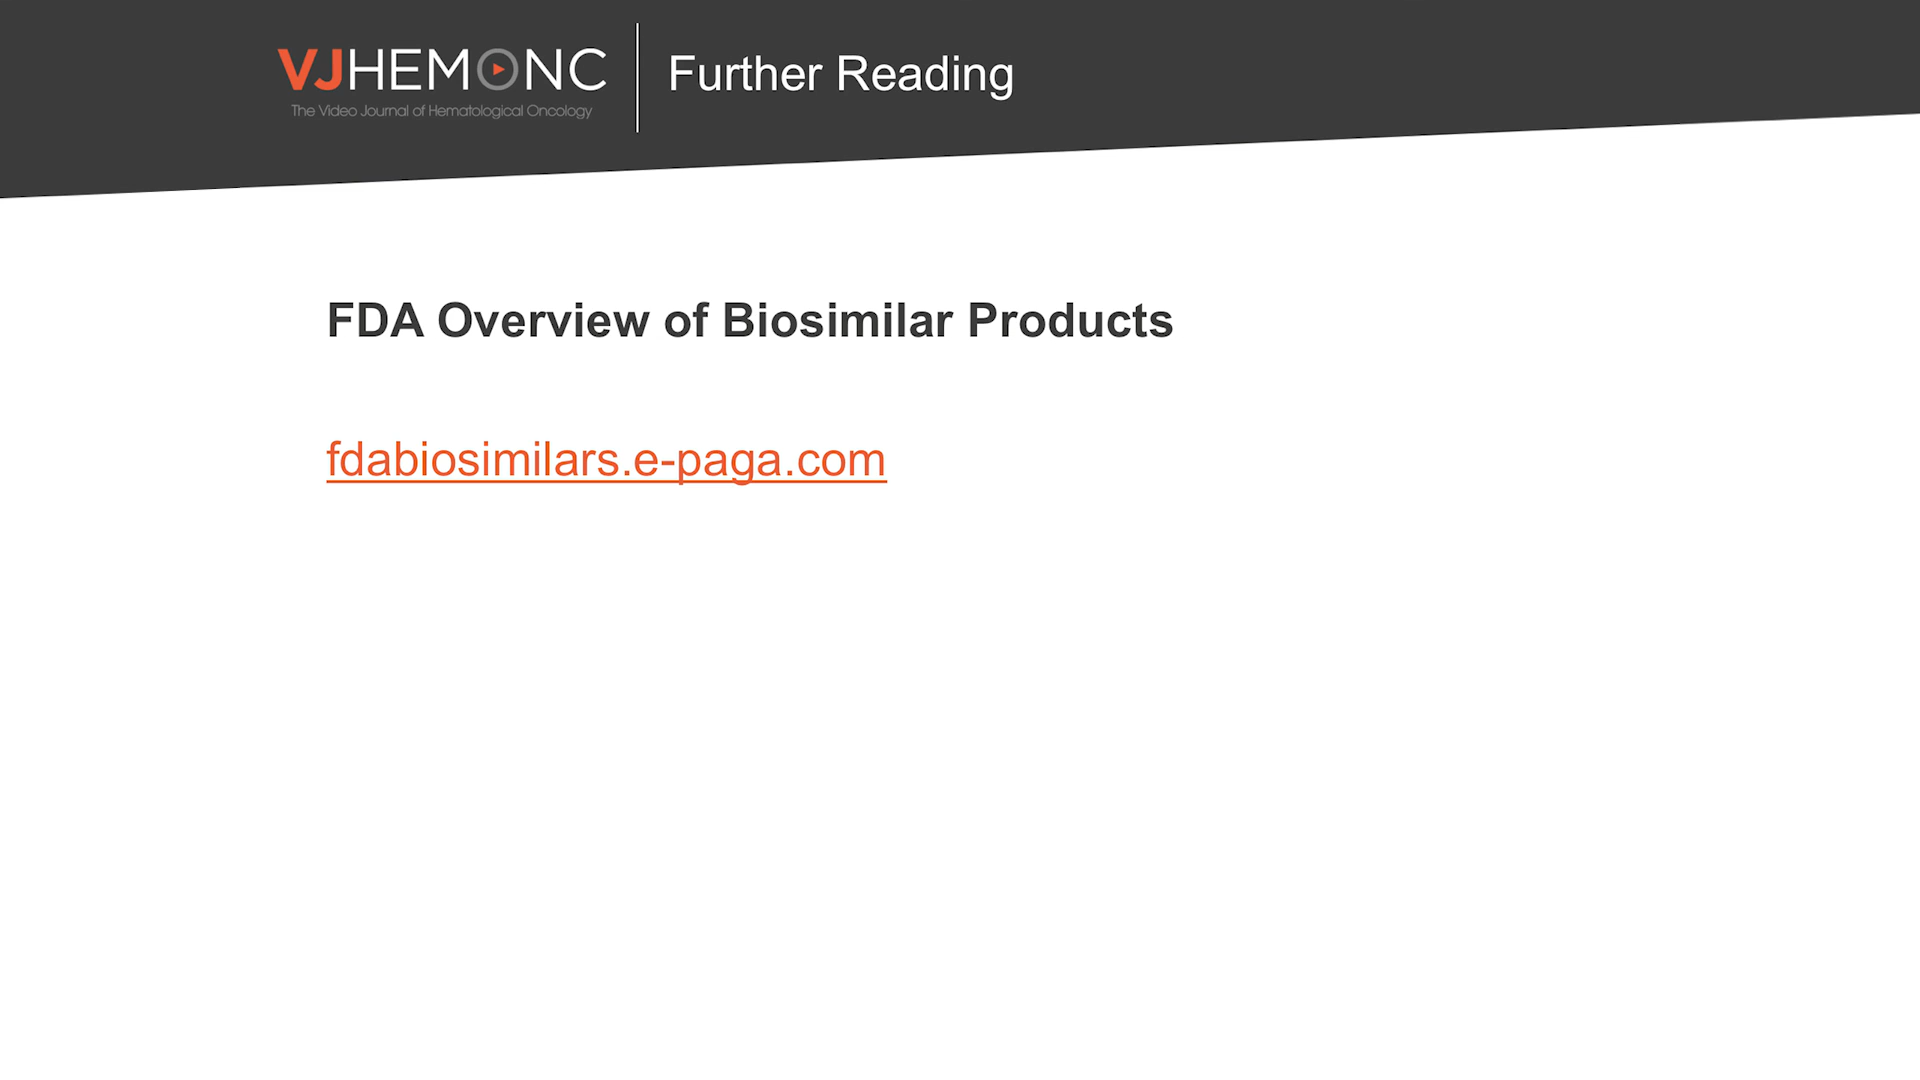 VJHEMONC
The Video Journal of Hematological Oncology
Further Reading
FDA Overview of Biosimilar Products
fdabiosimilars.e-paga.com